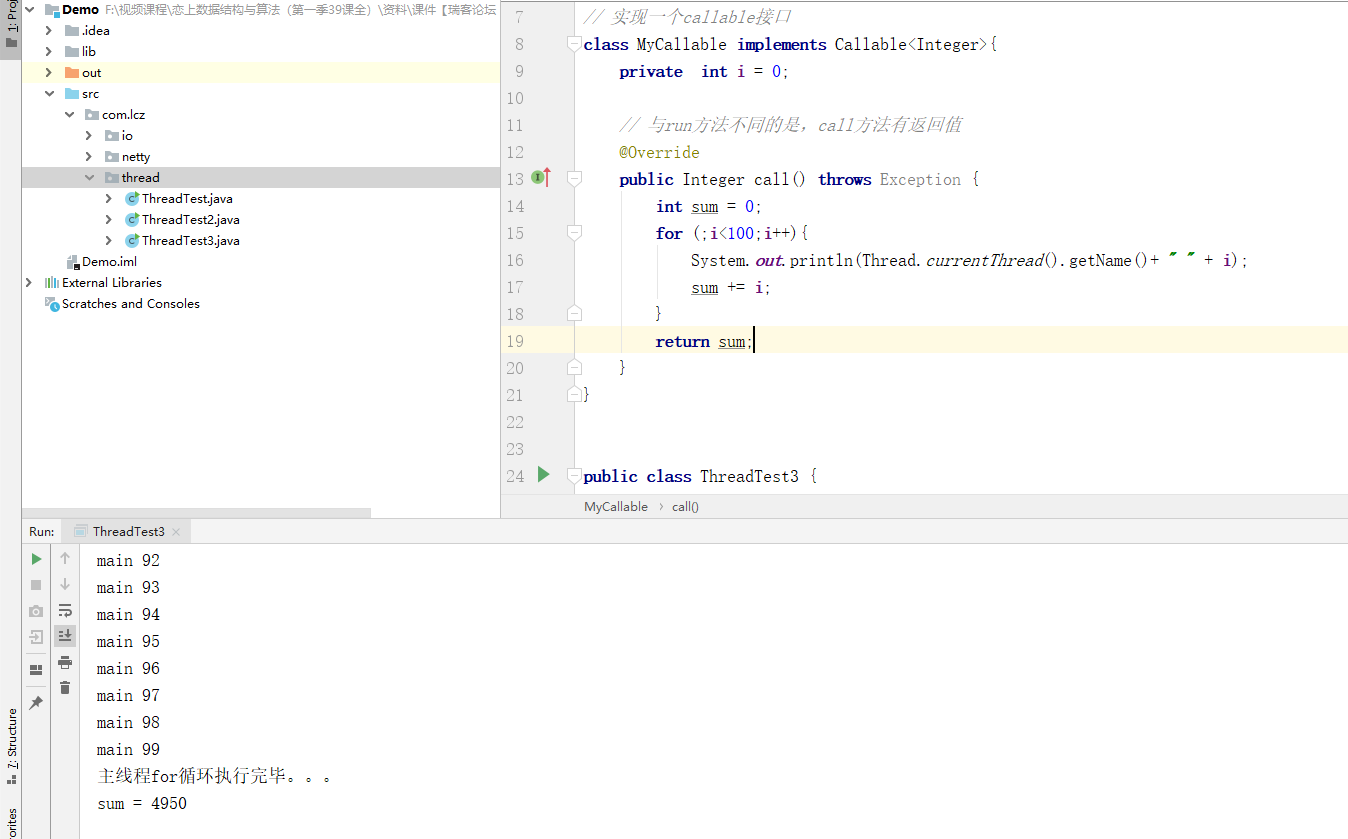 1: Proj
Demo F:\视频课程\恋上数据结构与算法（第一季39课全）\资料\课件【瑞客论坛
.idea
lib
out
src
com.lcz
io
netty
thread
ThreadTest.java
ThreadTest2.java
ThreadTest3.java
Demo.iml
External Libraries
Scratches and Consoles
7 // 实现一个callable接口
8 class MyCallable implements Callable<Integer>{
9 private  int i = 0;
10
11 // 与run方法不同的是，call方法有返回值
12 @Override
13 public Integer call() throws Exception {
14 int sum = 0;
15 for (;i<100;i++){
16 System.out.println(Thread.currentThread().getName()+ " " + i);
17 sum += i;
18 }
19 return sum;
20 }
21 }
22
23
24 public class ThreadTest3 {
MyCallable › call()
Run: ThreadTest3
main 92
main 93
main 94
main 95
main 96
main 97
main 98
main 99
主线程for循环执行完毕。。。
sum = 4950
7: Structure
orites